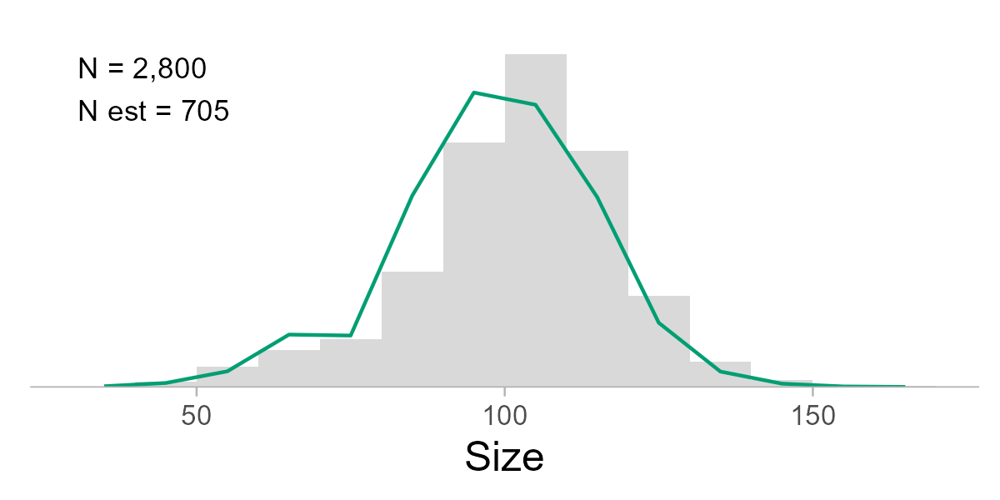 N = 2,800
N est = 705
50 100 150
Size